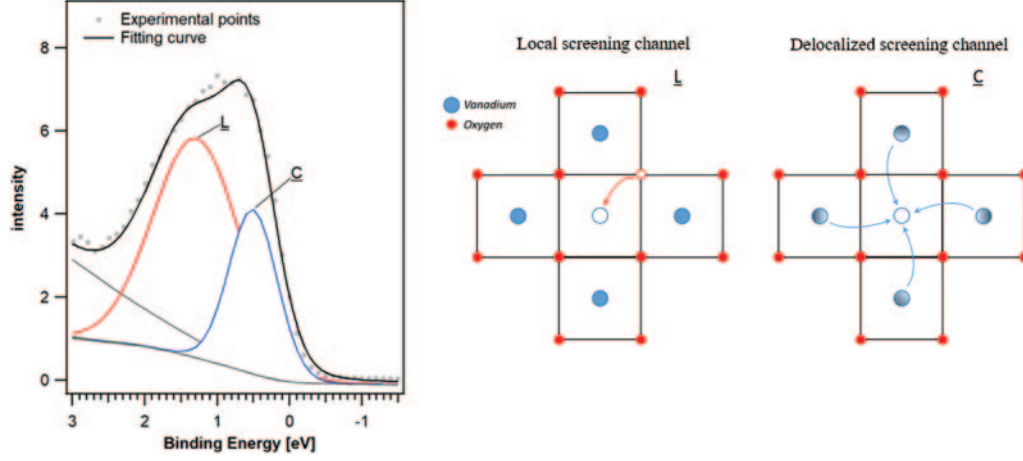 Experimental points
Fitting curve
8
6
4
2
0
intensity
L
C
3
2
1
0
-1
Binding Energy [eV]
Local screening channel
L
Vanadium
Oxygen
Delocalized screening channel
C